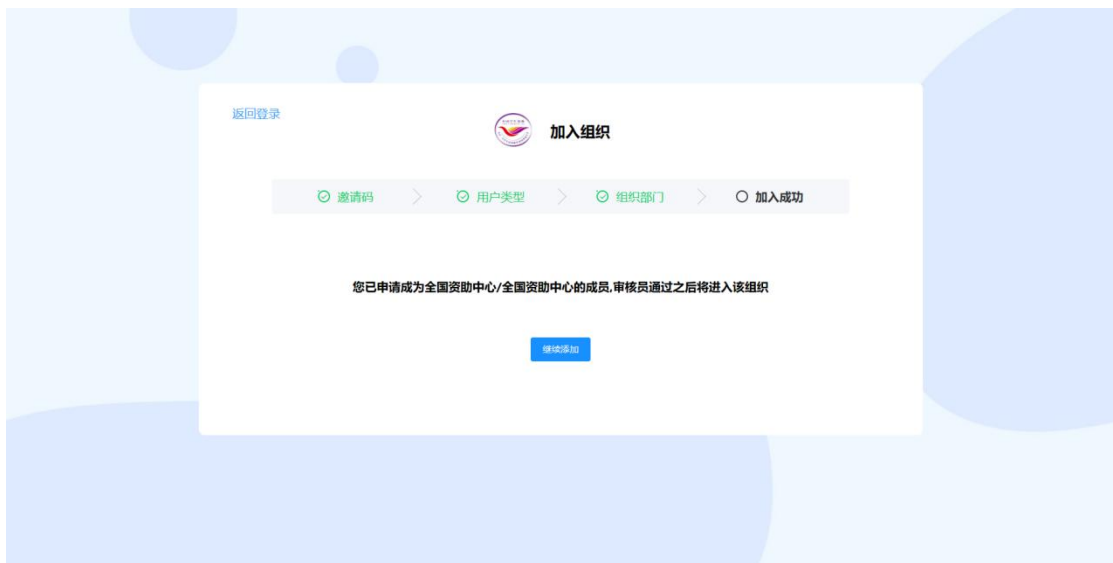 返回登录
加入组织
邀请码 用户类型 组织部门 加入成功
您已申请成为全国资助中心/全国资助中心的成员,审核员通过之后将进入该组织
继续添加